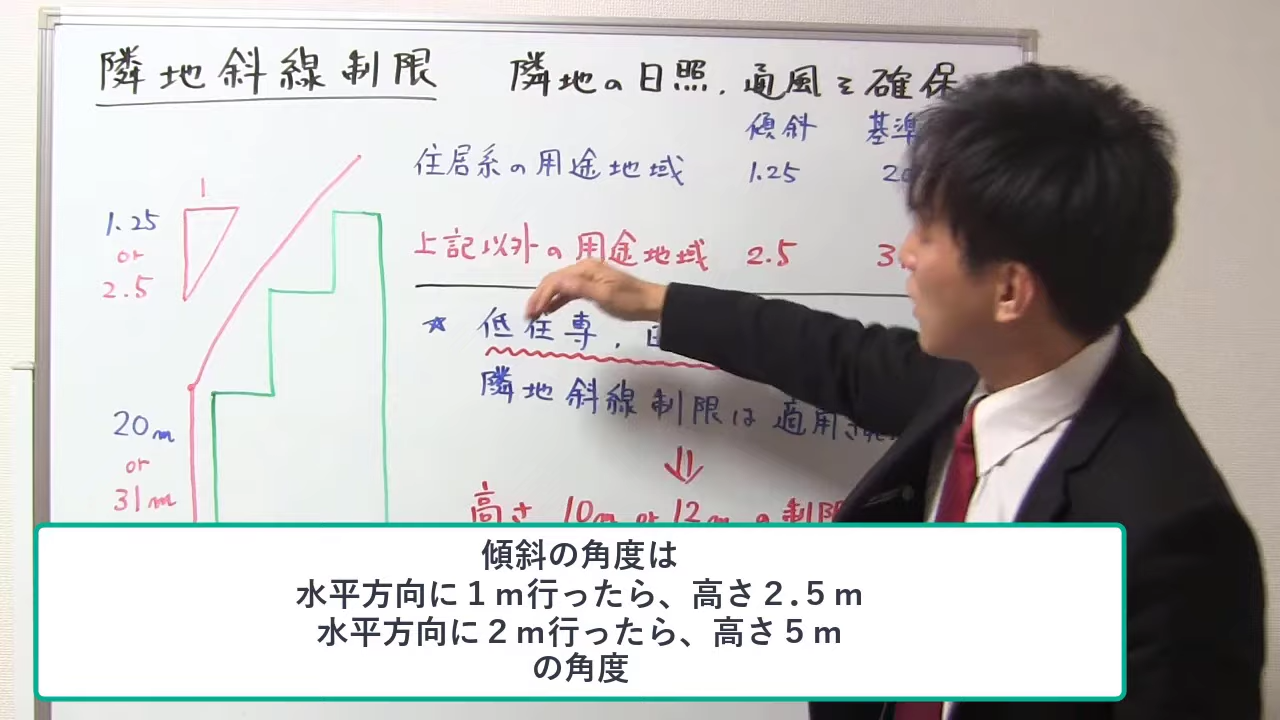 隣地斜線制限 隣地の日照、通風を確保
傾斜 基準
住居系の用途地域 1.25 20
上記以外の用途地域 2.5 3
1
1.25
or
2.5
☆ 低住専、
隣地斜線制限は適用
⇓
高さ 10m or 12m の制限
20m
or
31m
傾斜の角度は
水平方向に1m行ったら、高さ2.5m
水平方向に2m行ったら、高さ5m
の角度